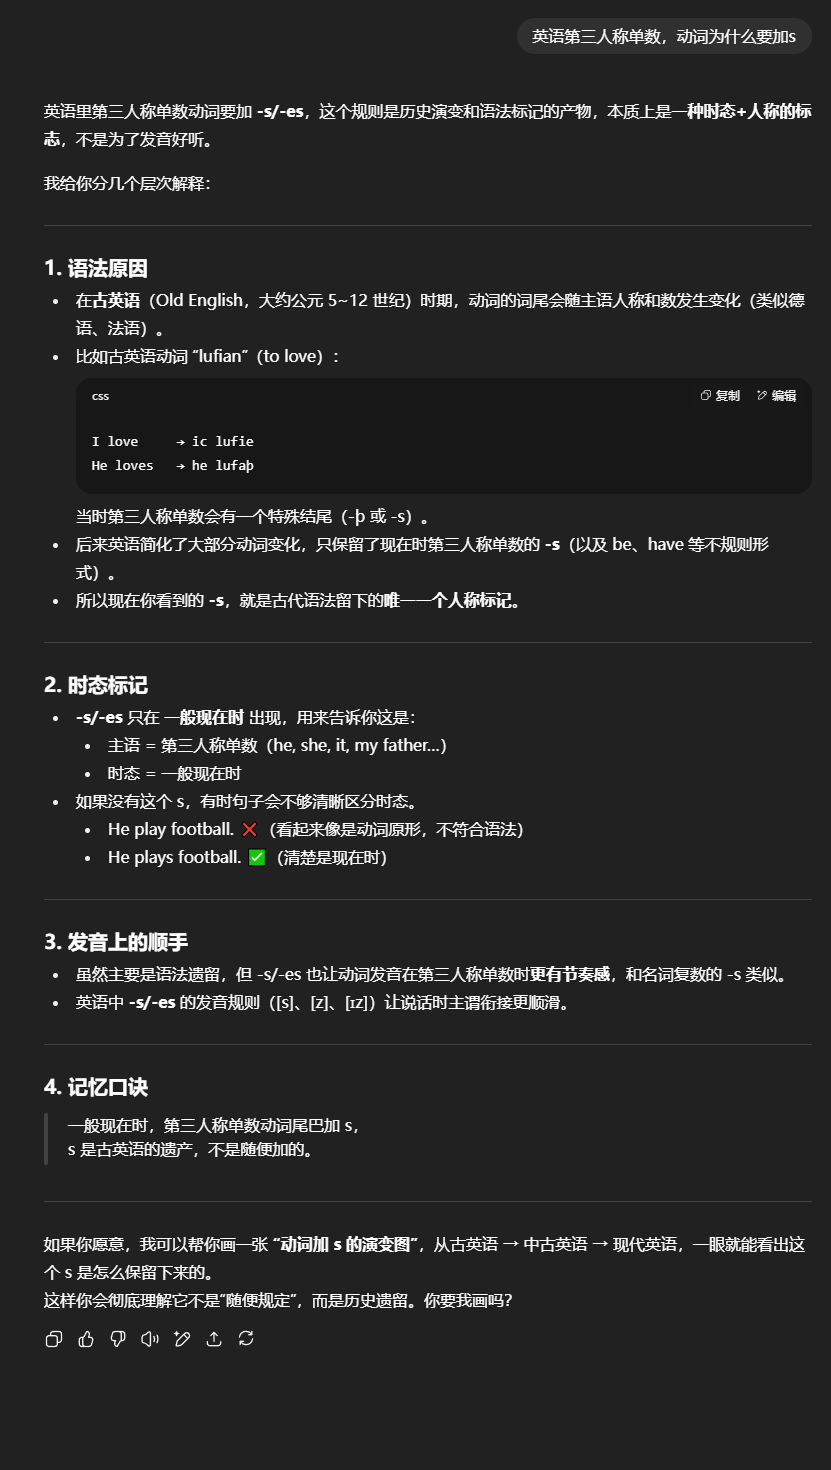 英语第三人称单数，动词为什么要加s
英语里第三人称单数动词要加 -s/-es，这个规则是历史演变和语法标记的产物，本质上是一种时态+人称的标
志，不是为了发音好听。
我给你分几个层次解释：
1. 语法原因
• 在古英语（Old English，大约公元 5~12 世纪）时期，动词的词尾会随主语人称和数发生变化（类似德
语、法语）。
• 比如古英语动词 “lufian”（to love）：
css
复制 编辑
I love → ic lufie
He loves → he lufaþ
当时第三人称单数会有一个特殊结尾（-þ 或 -s）。
• 后来英语简化了大部分动词变化，只保留了现在时第三人称单数的 -s（以及 be、have 等不规则形
式）。
• 所以现在你看到的 -s，就是古代语法留下的唯一一个人称标记。
2. 时态标记
• -s/-es 只在 一般现在时 出现，用来告诉你这是：
• 主语 = 第三人称单数（he, she, it, my father…）
• 时态 = 一般现在时
• 如果没有这个 s，有时句子会不够清晰区分时态。
• He play football. ❌（看起来像是动词原形，不符合语法）
• He plays football. ✅（清楚是现在时）
3. 发音上的顺手
• 虽然主要是语法遗留，但 -s/-es 也让动词发音在第三人称单数时更有节奏感，和名词复数的 -s 类似。
• 英语中 -s/-es 的发音规则（[s]、[z]、[ɪz]）让说话时主谓衔接更顺滑。
4. 记忆口诀
一般现在时，第三人称单数动词尾巴加 s，
s 是古英语的遗产，不是随便加的。
如果你愿意，我可以帮你画一张 “动词加 s 的演变图”，从古英语 → 中古英语 → 现代英语，一眼就能看出这
个 s 是怎么保留下来的。
这样你会彻底理解它不是“随便规定”，而是历史遗留。你要我画吗？